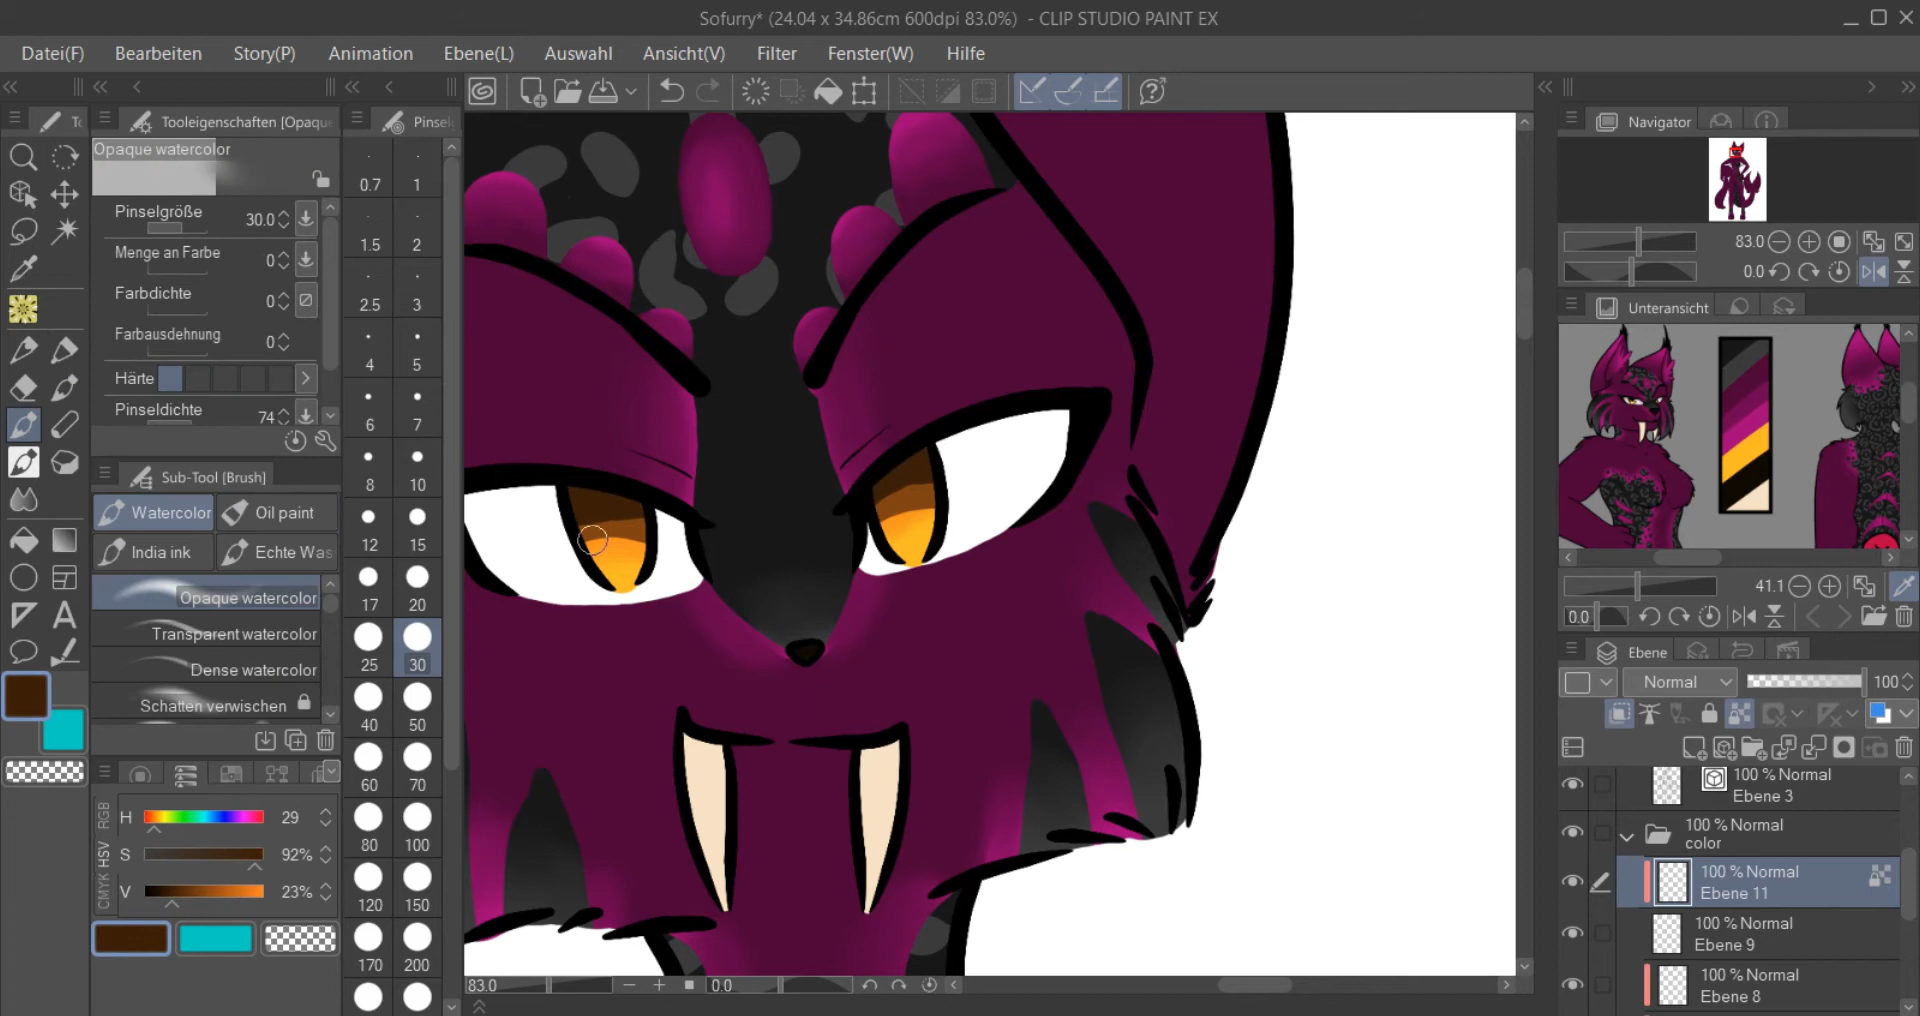 Sofurry* (24.04 x 34.86cm 600dpi 83.0%) - CLIP STUDIO PAINT EX
Datei(F) Bearbeiten Story(P) Animation Ebene(L) Auswahl Ansicht(V) Filter Fenster(W) Hilfe
Tooleigenschaften [Opaque
Opaque watercolor
Pinselgröße 30.0
Menge an Farbe 0
Farbdichte 0
Farbausdehnung 0
Härte
Pinseldichte 74
Sub-Tool [Brush]
Watercolor Oil paint
India ink Echte Was
Opaque watercolor
Transparent watercolor
Dense watercolor
Schatten verwischen
RGB
HSV
CMYK
H 29
S 92%
V 23%
Pinsel
0.7 1
1.5 2
2.5 3
4 5
6 7
8 10
12 15
17 20
25 30
40 50
60 70
80 100
120 150
170 200
83.0 0.0
Navigator
83.0
0.0
Unteransicht
41.1
0.0
Ebene
Normal 100
100 % Normal
Ebene 3
100 % Normal
color
100 % Normal
Ebene 11
100 % Normal
Ebene 9
100 % Normal
Ebene 8